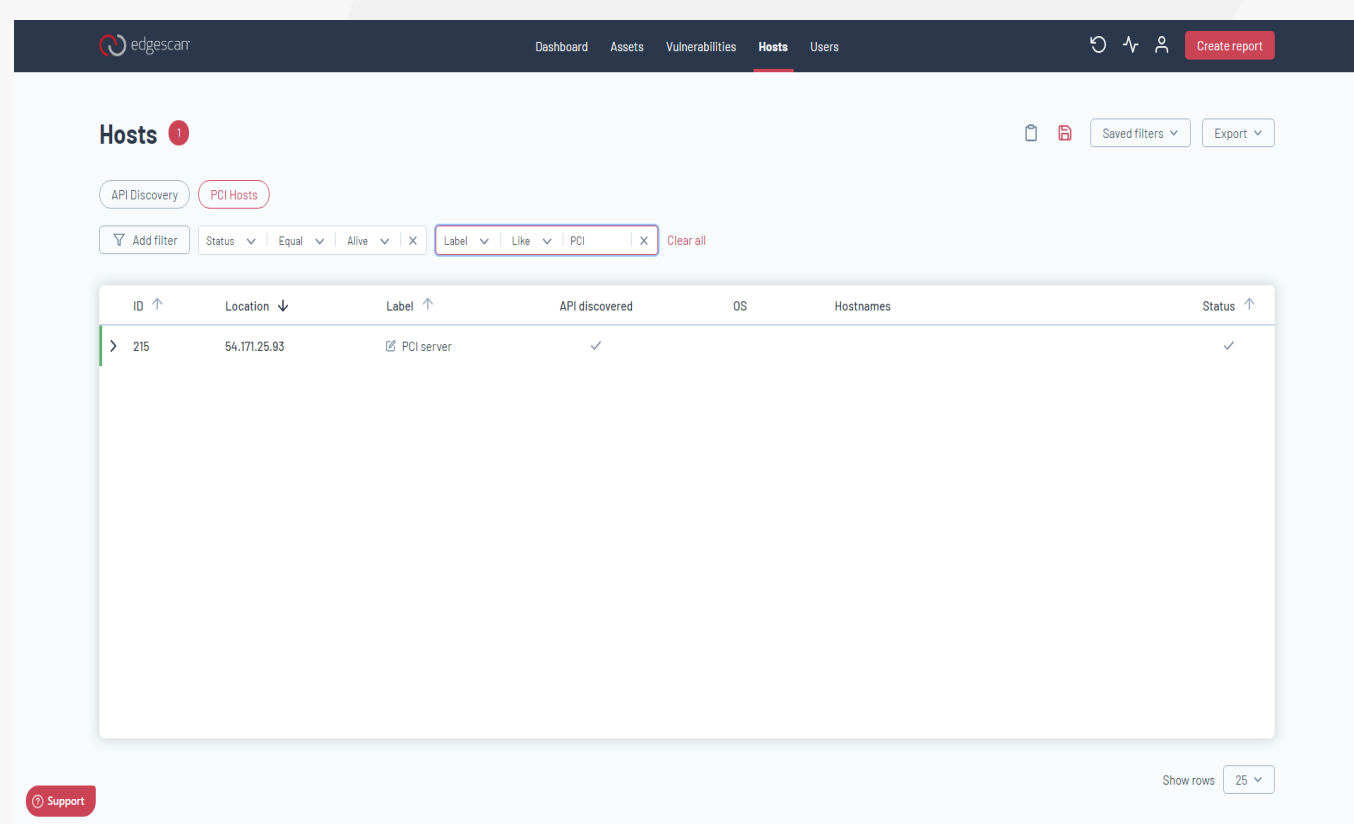 edgescan
Dashboard Assets Vulnerabilities Hosts Users
Create report
Hosts 1
Saved filters Export
API Discovery PCI Hosts
Add filter Status Equal Alive X Label Like PCI X Clear all
ID Location Label API discovered OS Hostnames Status
215 54.171.25.93 PCI server
Show rows 25
? Support